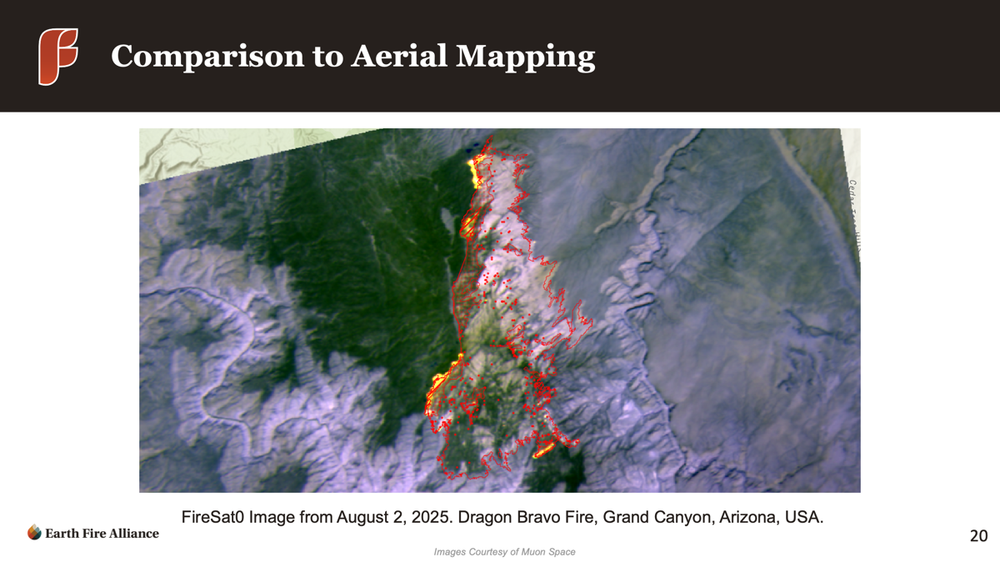 Comparison to Aerial Mapping
Cedar
FireSat0 Image from August 2, 2025. Dragon Bravo Fire, Grand Canyon, Arizona, USA.
Earth Fire Alliance
20
Images Courtesy of Muon Space